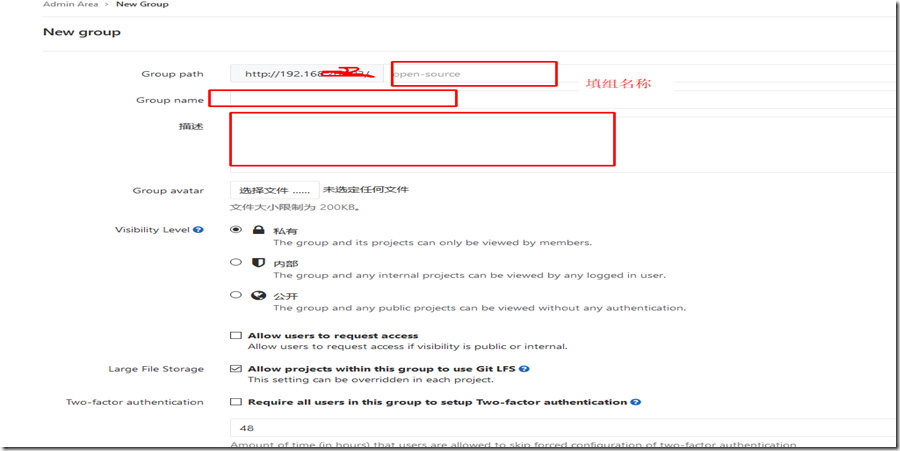 Admin Area > New Group
New group
Group path http://192.168 open-source 填组名称
Group name
描述
Group avatar 选择文件 …… 未选定任何文件
文件大小限制为 200KB。
Visibility Level 私有
The group and its projects can only be viewed by members.
内部
The group and any internal projects can be viewed by any logged in user.
公开
The group and any public projects can be viewed without any authentication.
Allow users to request access
Allow users to request access if visibility is public or internal.
Large File Storage Allow projects within this group to use Git LFS
This setting can be overridden in each project.
Two-factor authentication Require all users in this group to setup Two-factor authentication
48
Amount of time (in hours) that users are allowed to skip forced configuration of two-factor authentication